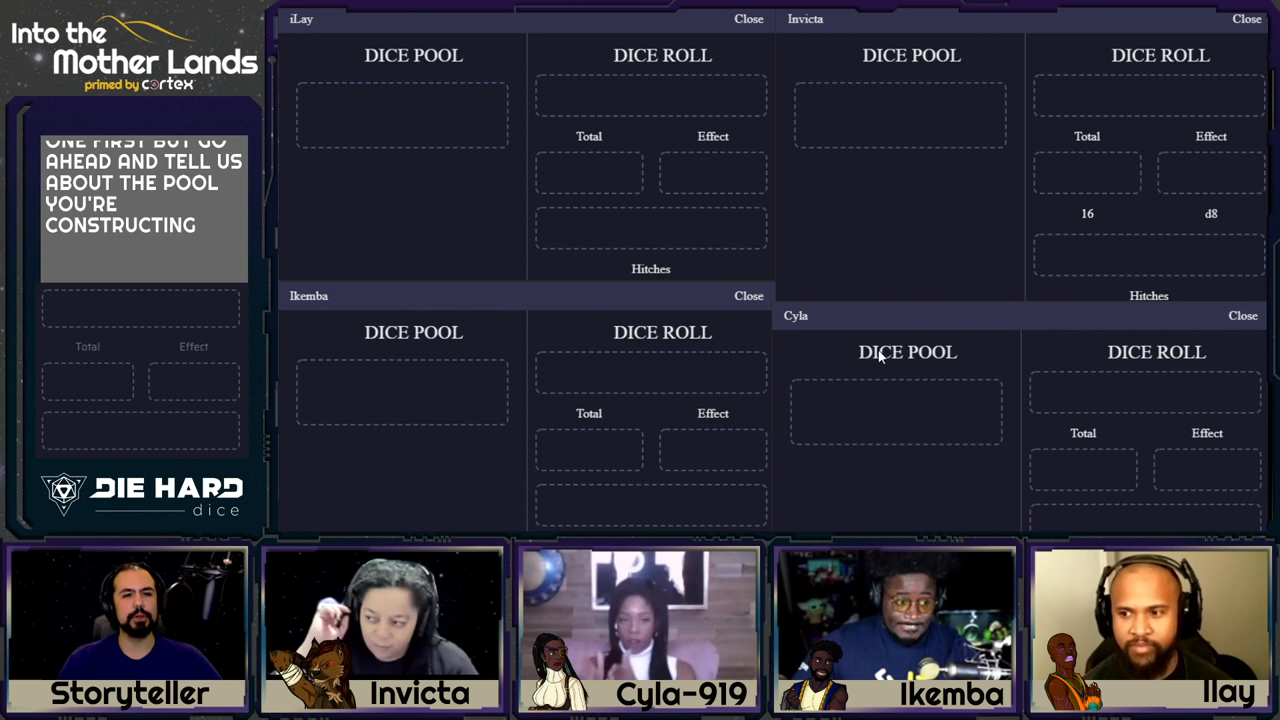 Into the
Mother Lands
primed by cortex
ONE FIRST BUT GO
AHEAD AND TELL US
ABOUT THE POOL
YOU'RE
CONSTRUCTING
Total Effect
DIE HARD
dice
iLay Close
DICE POOL DICE ROLL
Total Effect
Hitches
Invicta Close
DICE POOL DICE ROLL
Total Effect
16 d8
Hitches
Ikemba Close
DICE POOL DICE ROLL
Total Effect
Cyla Close
DICE POOL DICE ROLL
Total Effect
Storyteller
Invicta
Cyla-919
Ikemba
Ilay